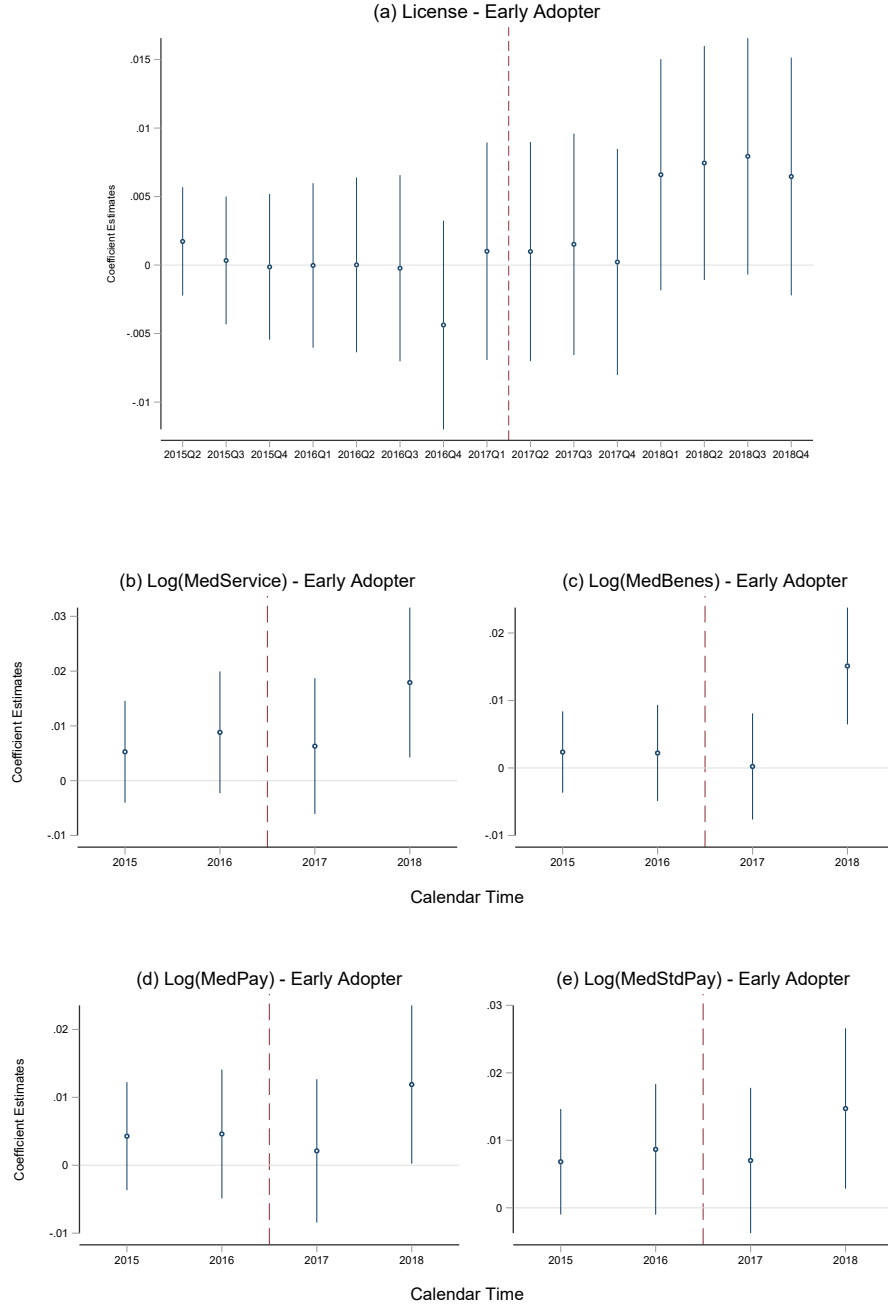 (a) License - Early Adopter
Coefficient Estimates
.015
.01
.005
0
-.005
-.01
2015Q2 2015Q3 2015Q4 2016Q1 2016Q2 2016Q3 2016Q4 2017Q1 2017Q2 2017Q3 2017Q4 2018Q1 2018Q2 2018Q3 2018Q4
(b) Log(MedService) - Early Adopter
Coefficient Estimates
.03
.02
.01
0
-.01
2015 2016 2017 2018
(c) Log(MedBenes) - Early Adopter
.02
.01
0
-.01
2015 2016 2017 2018
Calendar Time
(d) Log(MedPay) - Early Adopter
Coefficient Estimates
.02
.01
0
-.01
2015 2016 2017 2018
(e) Log(MedStdPay) - Early Adopter
.03
.02
.01
0
2015 2016 2017 2018
Calendar Time